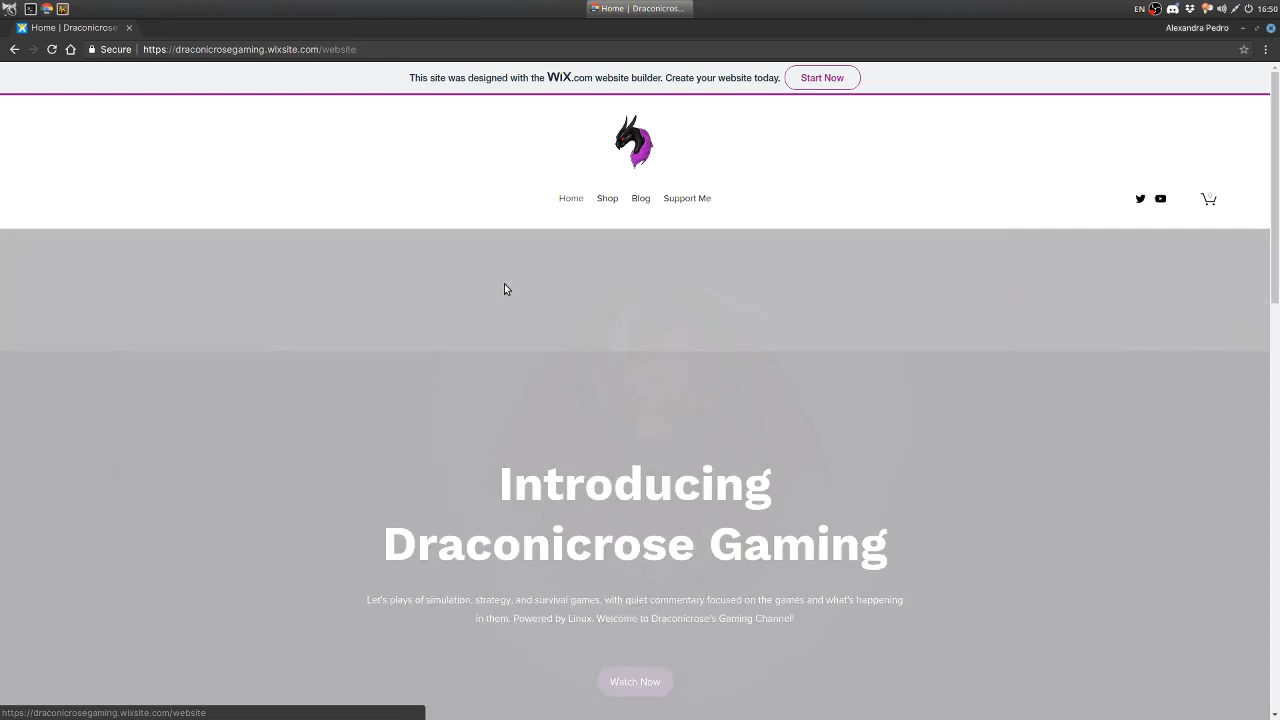 Home | Draconicros...
EN
16:50
Home | Draconicrose
Alexandra Pedro
Secure
https://draconicrosegaming.wixsite.com/website
This site was designed with the WiX.com website builder. Create your website today.
Start Now
Home
Shop
Blog
Support Me
0
Introducing
Draconicrose Gaming
Let's plays of simulation, strategy, and survival games, with quiet commentary focused on the games and what's happening
in them. Powered by Linux. Welcome to Draconicrose's Gaming Channel!
Watch Now
https://draconicrosegaming.wixsite.com/website